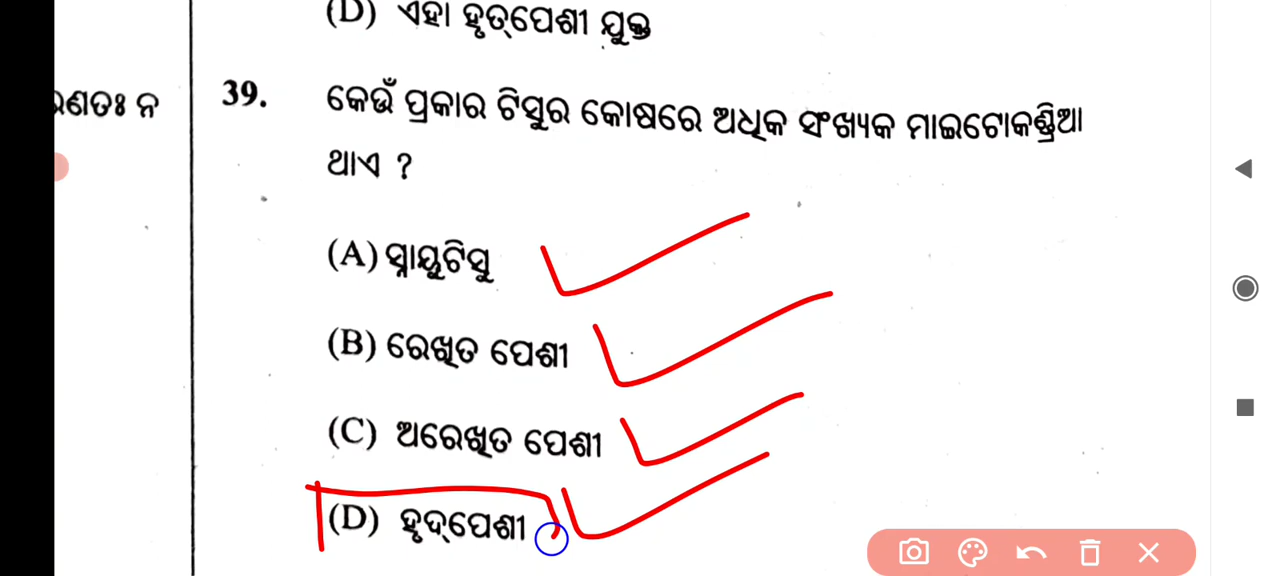 (D) ଏହା ହୃତ୍‌ପେଶୀ ଯୁକ୍ତ
ନ
39. କେଉଁ ପ୍ରକାର ଟିସୁର କୋଷରେ ଅଧିକ ସଂଖ୍ୟକ ମାଇଟୋକଣ୍ଡ୍ରିଆ
ଥାଏ ?
(A) ସ୍ନାୟୁଟିସୁ
(B) ରେଖିତ ପେଶୀ
(C) ଅରେଖିତ ପେଶୀ
(D) ହୃଦ୍‌ପେଶୀ